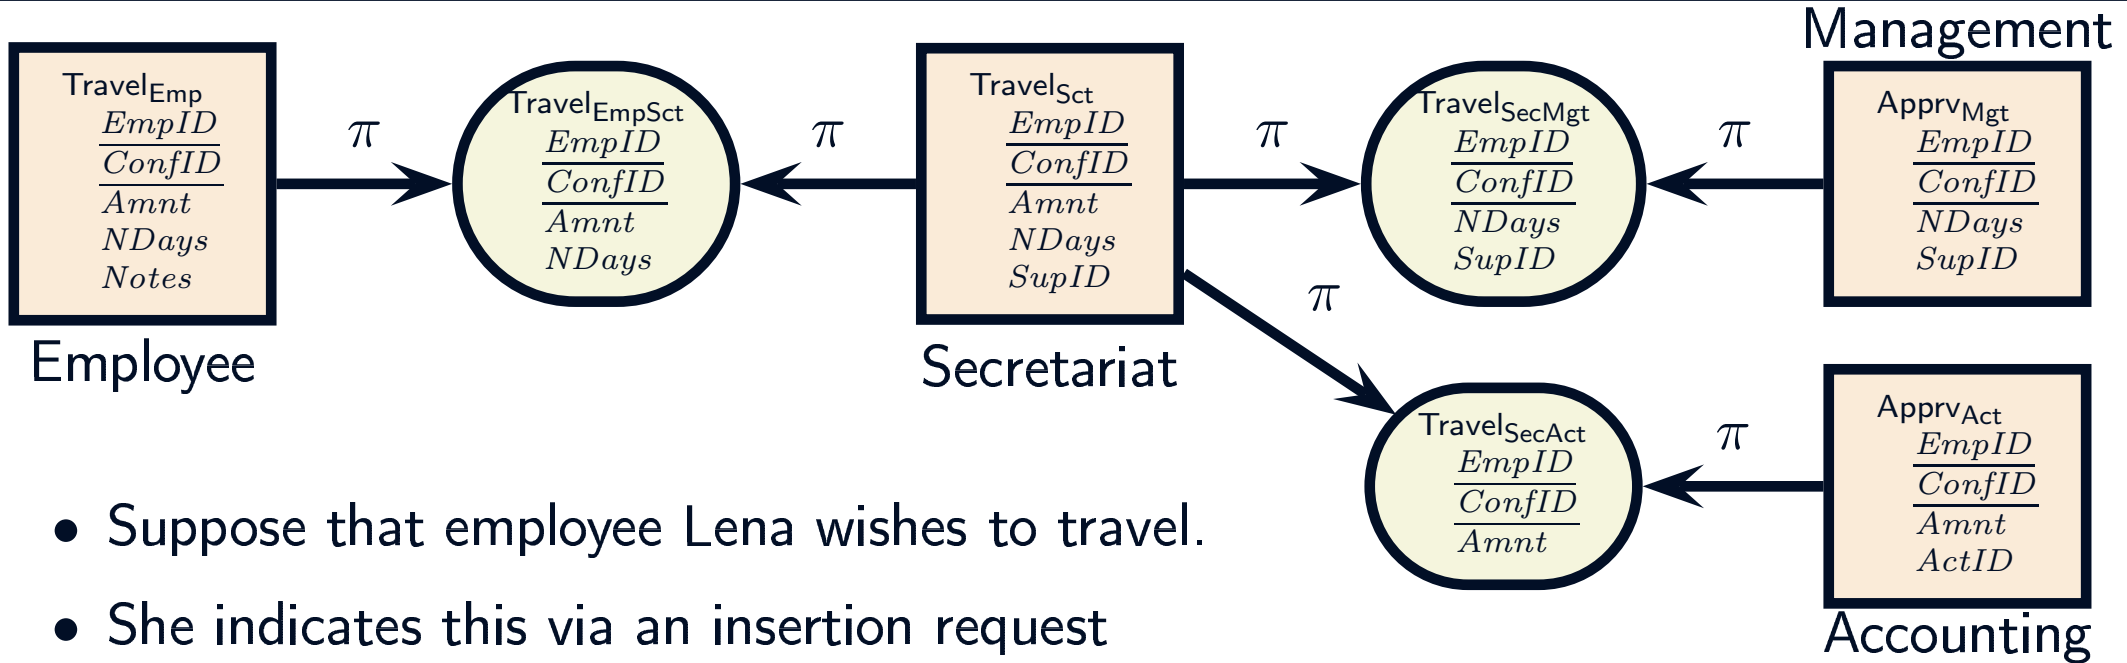 Travel_Emp
EmpID
ConfID
Amnt
NDays
Notes
Employee
π
Travel_EmpSct
EmpID
ConfID
Amnt
NDays
π
Travel_Sct
EmpID
ConfID
Amnt
NDays
SupID
Secretariat
π
Travel_SecMgt
EmpID
ConfID
NDays
SupID
π
Management
Apprv_Mgt
EmpID
ConfID
NDays
SupID
π
Travel_SecAct
EmpID
ConfID
Amnt
π
Apprv_Act
EmpID
ConfID
Amnt
ActID
Accounting
• Suppose that employee Lena wishes to travel.
• She indicates this via an insertion request